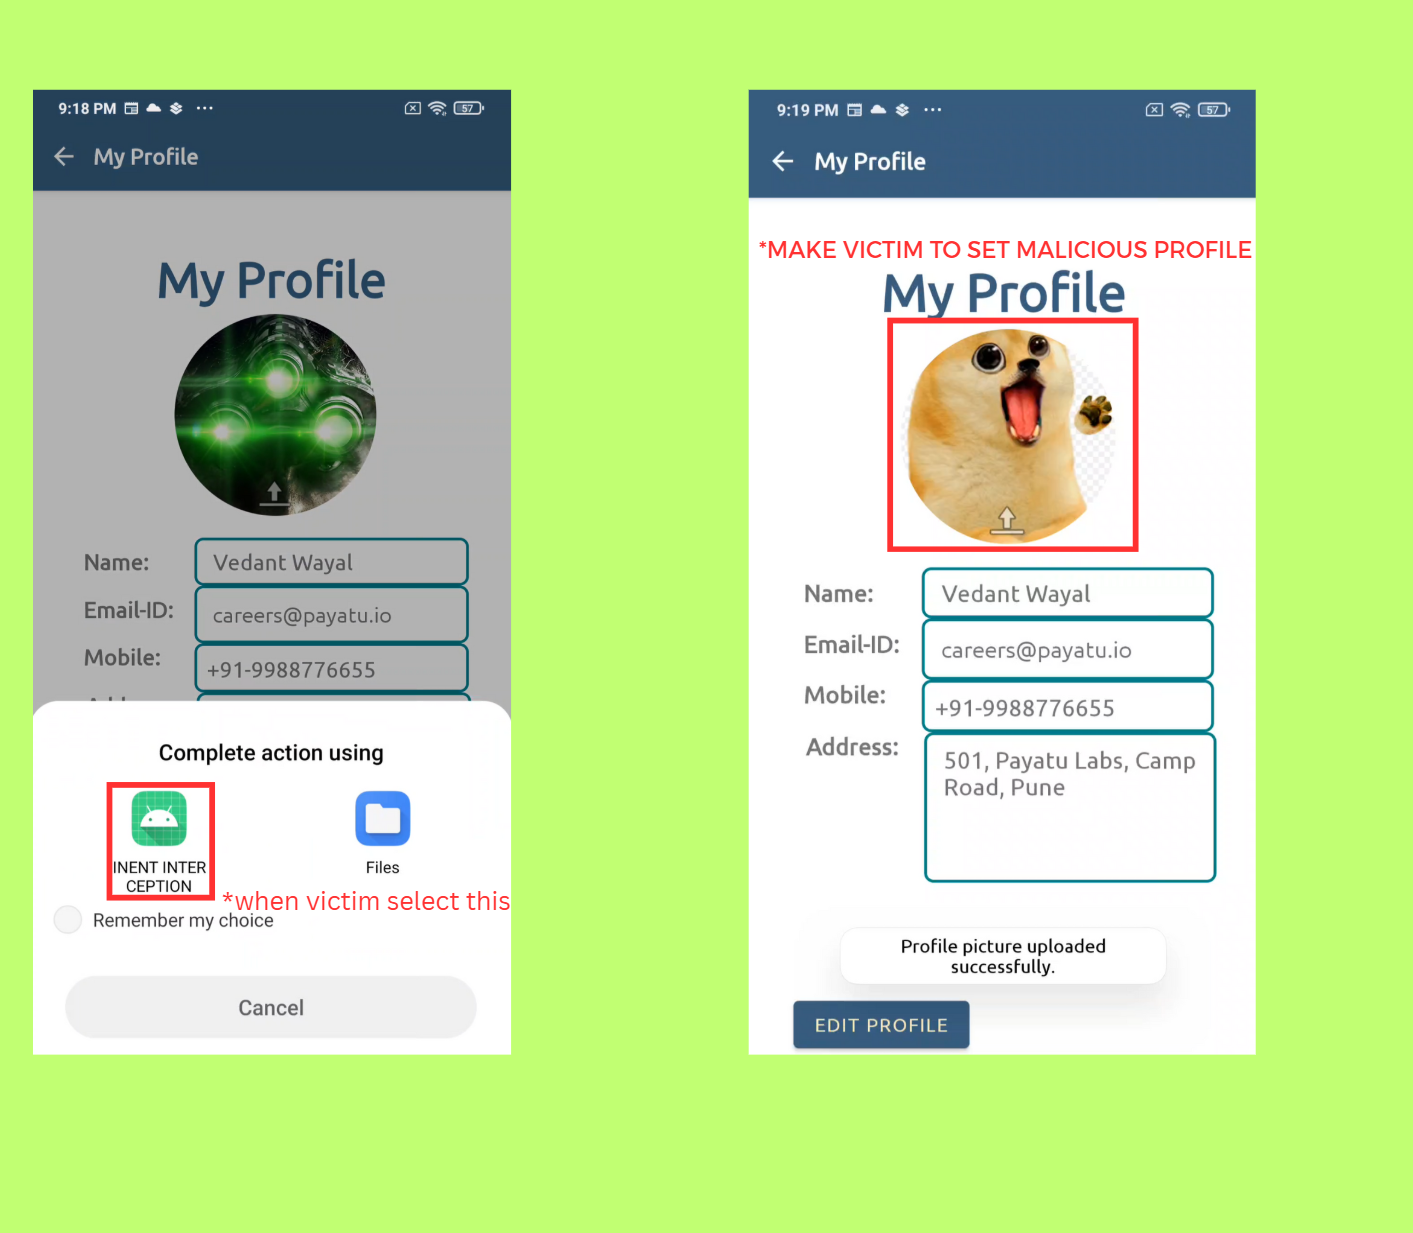 9:18 PM
57
My Profile
My Profile
Name:
Vedant Wayal
Email-ID:
careers@payatu.io
Mobile:
+91-9988776655
Complete action using
INENT INTER
CEPTION
Files
*when victim select this
Remember my choice
Cancel
9:19 PM
57
My Profile
*MAKE VICTIM TO SET MALICIOUS PROFILE
My Profile
Name:
Vedant Wayal
Email-ID:
careers@payatu.io
Mobile:
+91-9988776655
Address:
501, Payatu Labs, Camp
Road, Pune
Profile picture uploaded
successfully.
EDIT PROFILE